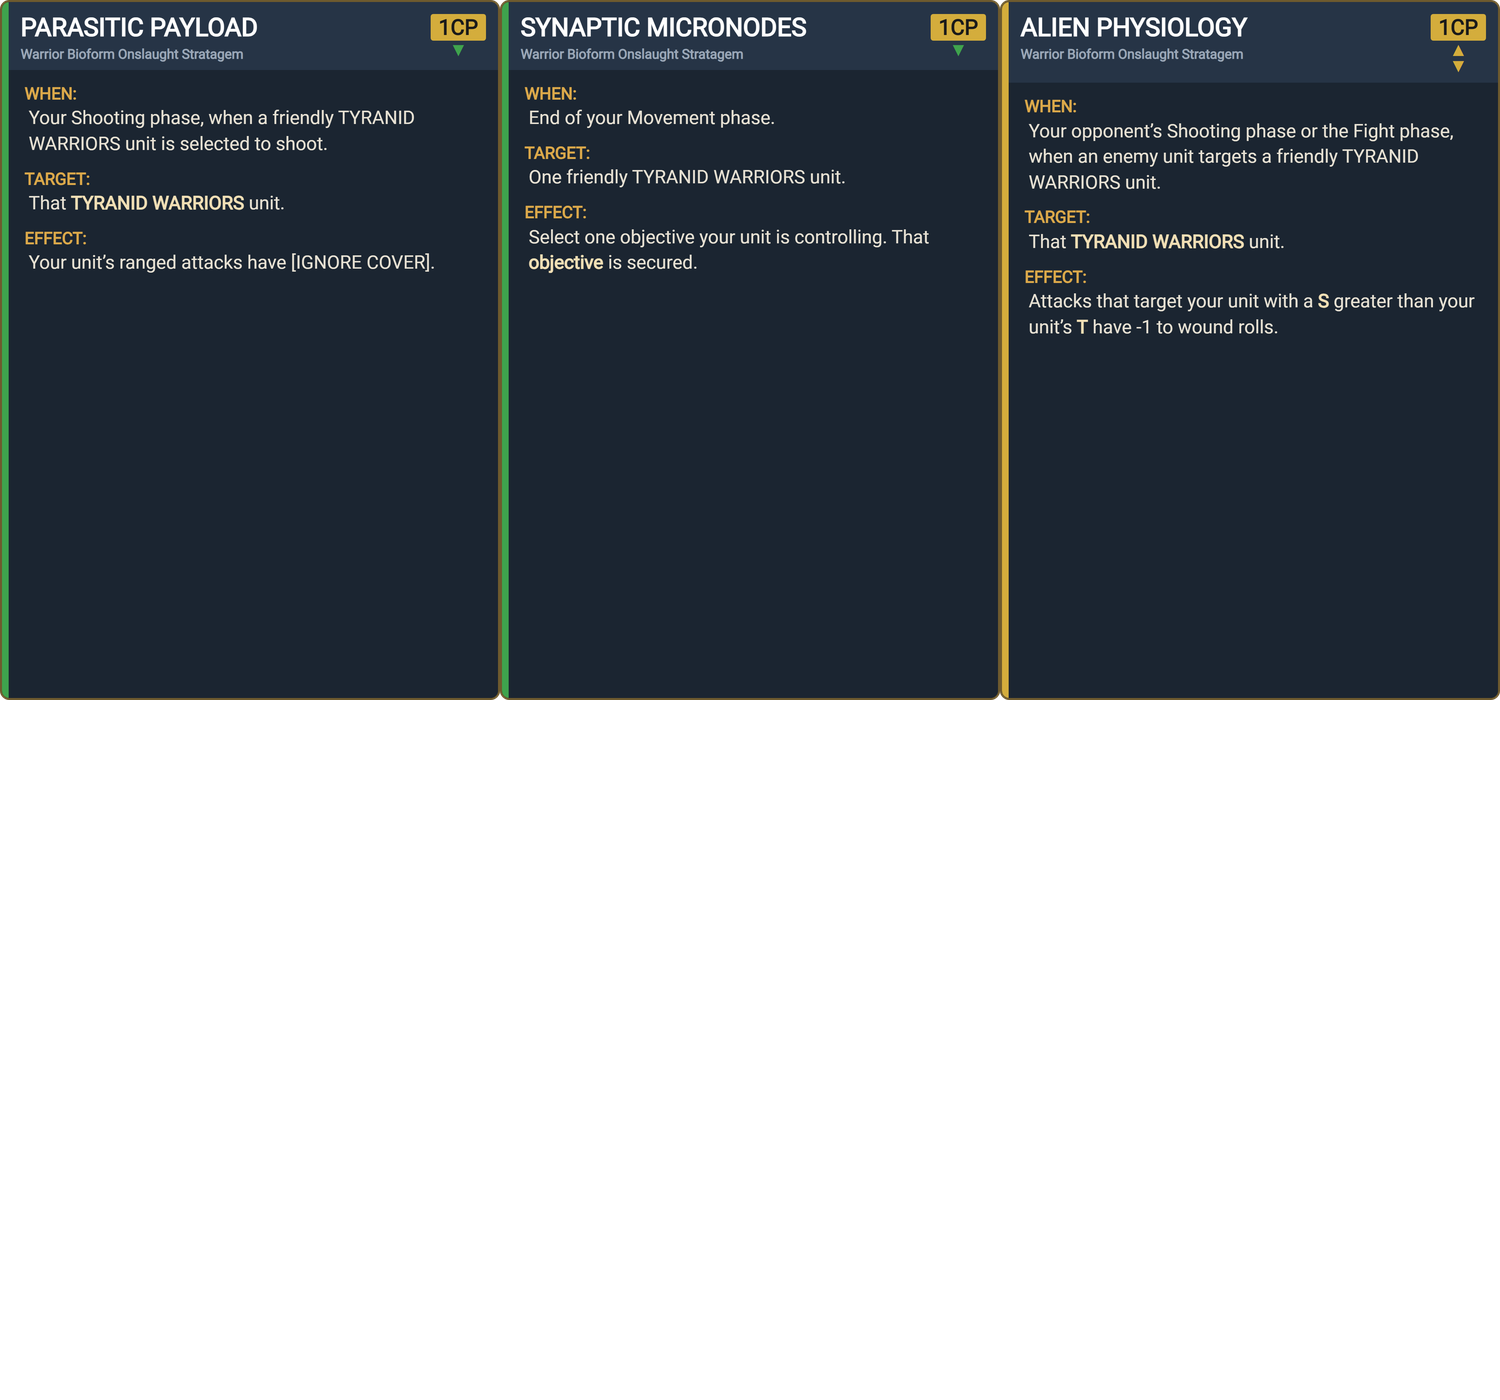 PARASITIC PAYLOAD
1CP
Warrior Bioform Onslaught Stratagem
WHEN:
Your Shooting phase, when a friendly TYRANID
WARRIORS unit is selected to shoot.
TARGET:
That TYRANID WARRIORS unit.
EFFECT:
Your unit’s ranged attacks have [IGNORE COVER].
SYNAPTIC MICRONODES
1CP
Warrior Bioform Onslaught Stratagem
WHEN:
End of your Movement phase.
TARGET:
One friendly TYRANID WARRIORS unit.
EFFECT:
Select one objective your unit is controlling. That
objective is secured.
ALIEN PHYSIOLOGY
1CP
Warrior Bioform Onslaught Stratagem
WHEN:
Your opponent’s Shooting phase or the Fight phase,
when an enemy unit targets a friendly TYRANID
WARRIORS unit.
TARGET:
That TYRANID WARRIORS unit.
EFFECT:
Attacks that target your unit with a S greater than your
unit’s T have -1 to wound rolls.